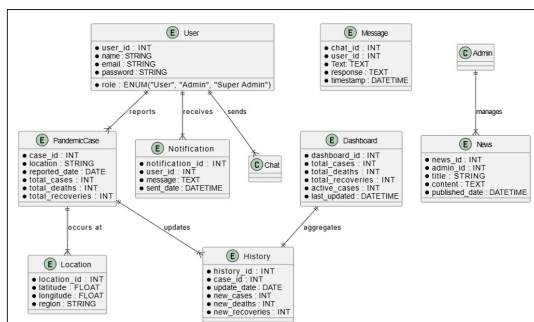 E User
user_id : INT
name : STRING
email : STRING
password : STRING
role : ENUM("User", "Admin", "Super Admin")
E Message
chat_id : INT
user_id : INT
Text: TEXT
response : TEXT
timestamp : DATETIME
C Admin
reports
receives
sends
manages
E PandemicCase
case_id : INT
location : STRING
reported_date : DATE
total_cases : INT
total_deaths : INT
total_recoveries : INT
E Notification
notification_id : INT
user_id : INT
message : TEXT
sent_date : DATETIME
C Chat
E Dashboard
dashboard_id : INT
total_cases : INT
total_deaths : INT
total_recoveries : INT
active_cases : INT
last_updated : DATETIME
E News
news_id : INT
admin_id : INT
title : STRING
content : TEXT
published_date : DATETIME
occurs at
updates
aggregates
E Location
location_id : INT
latitude : FLOAT
longitude : FLOAT
region : STRING
E History
history_id : INT
case_id : INT
update_date : DATE
new_cases : INT
new_deaths : INT
new_recoveries : INT